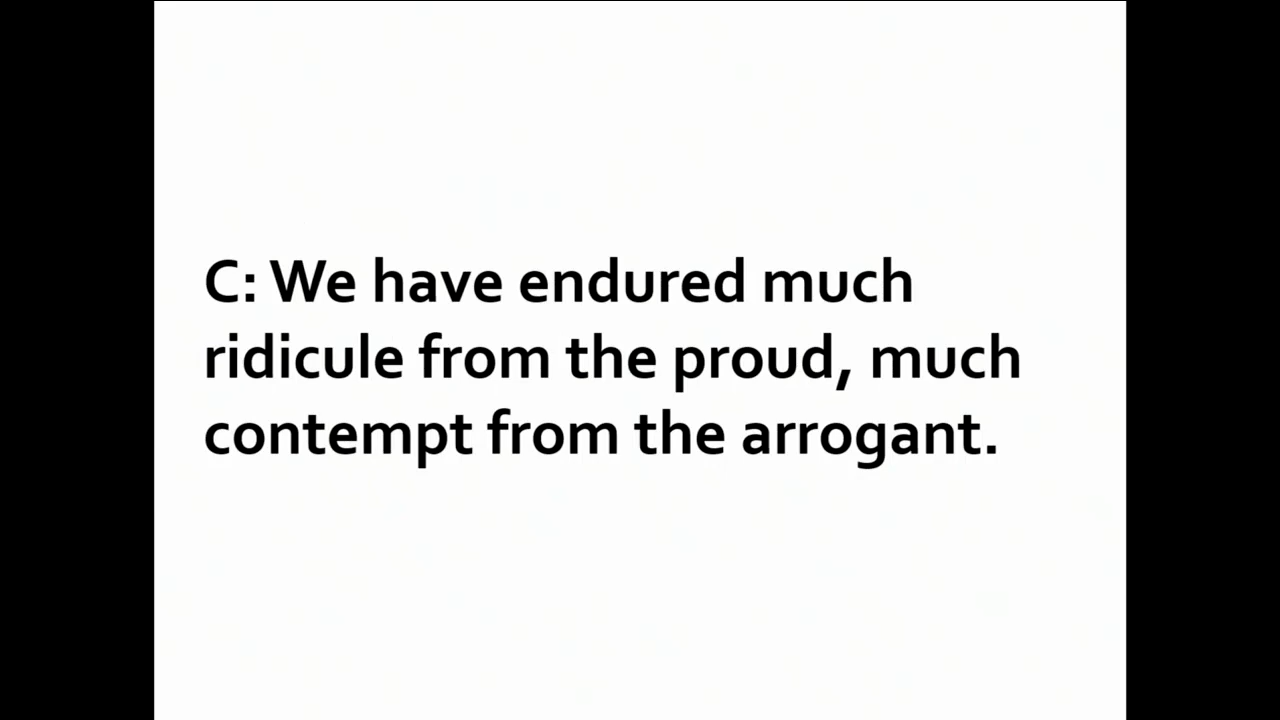 C: We have endured much
ridicule from the proud, much
contempt from the arrogant.